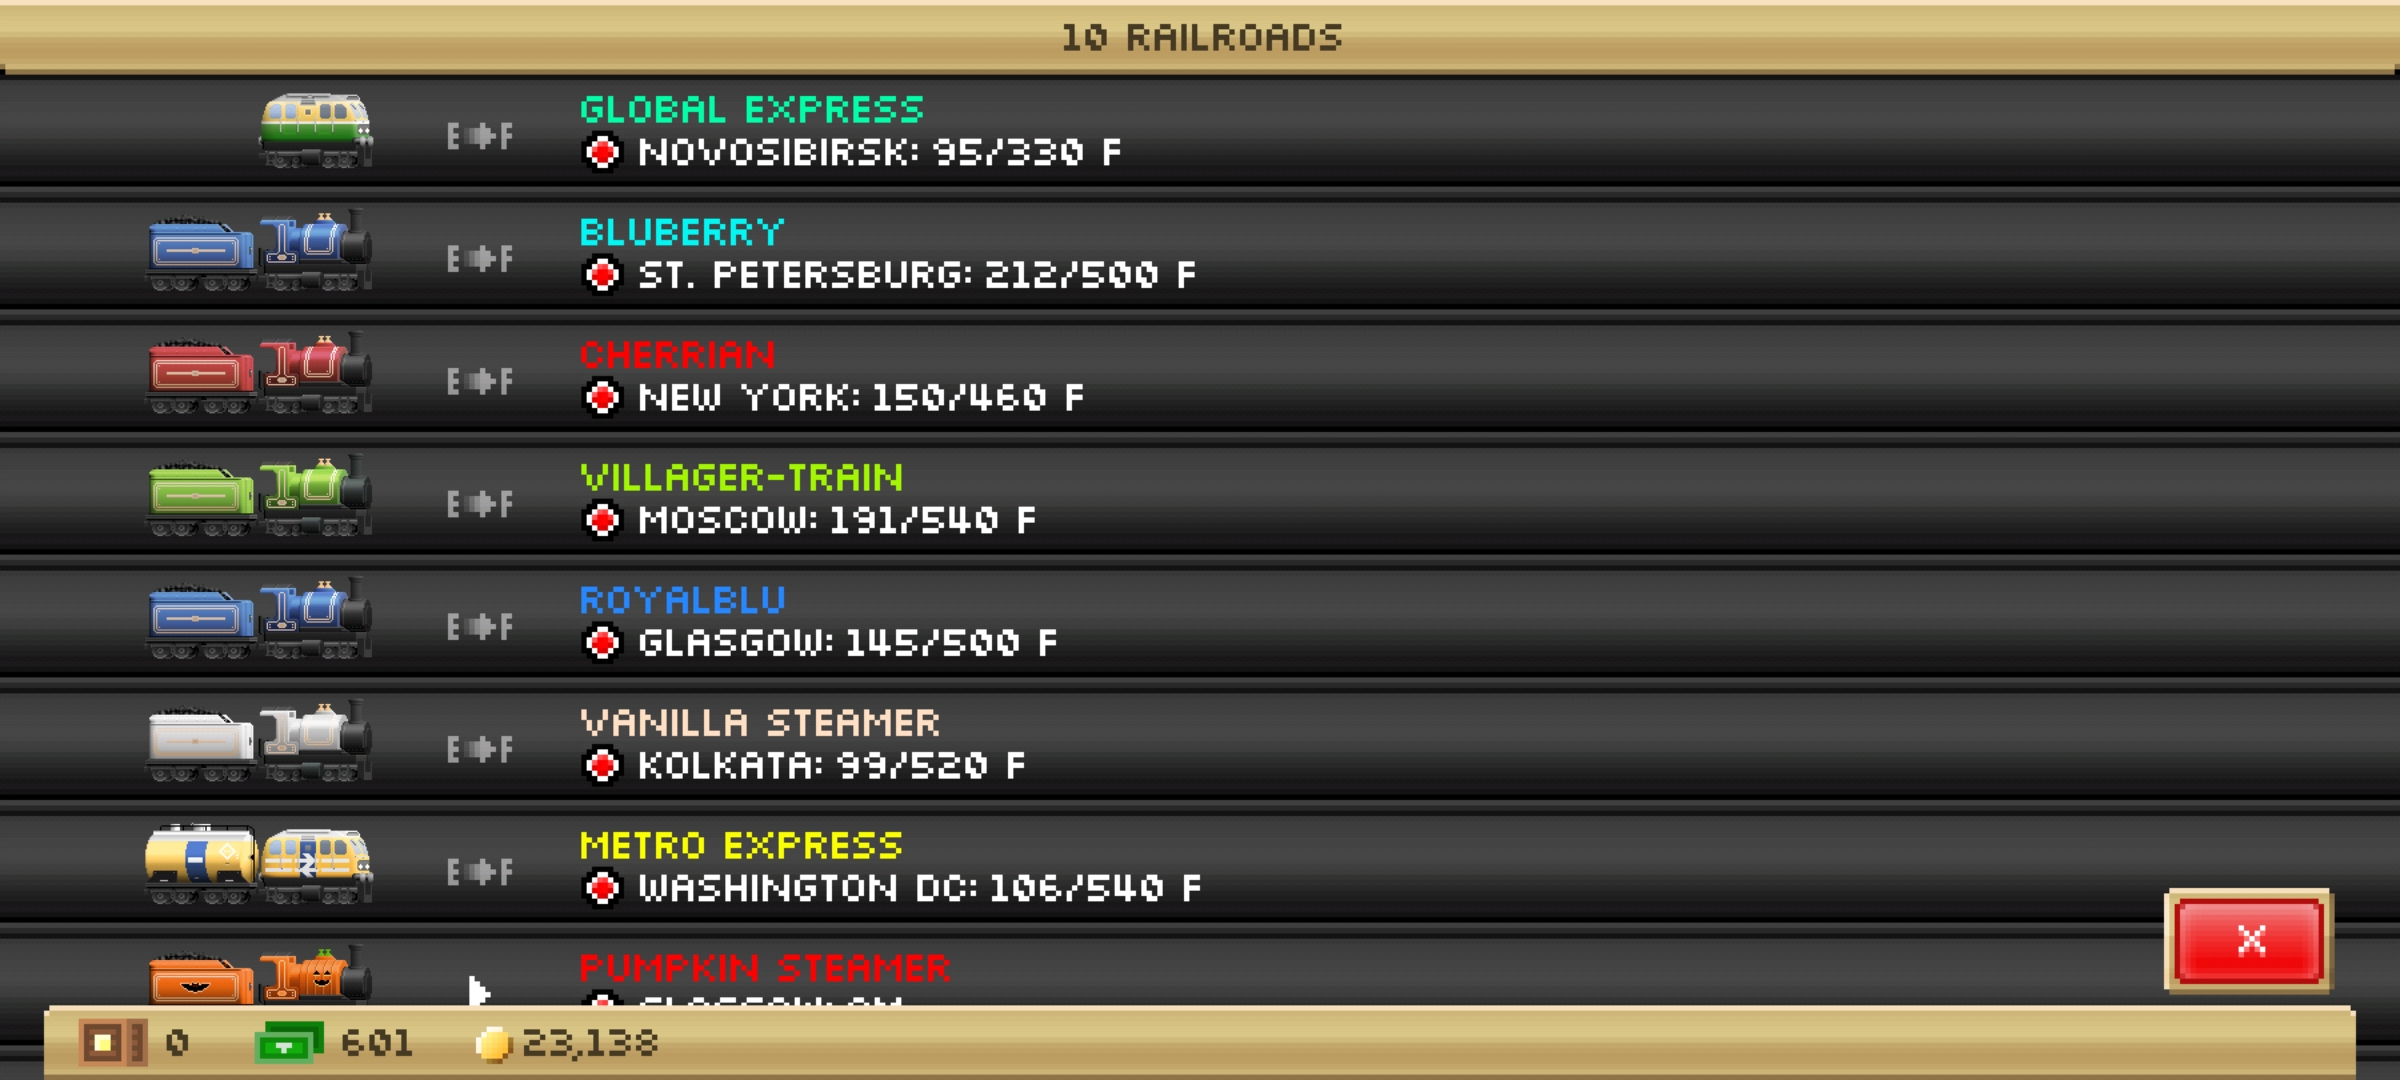 10 RAILROADS
E F
GLOBAL EXPRESS
NOVOSIBIRSK: 95/330 F
E F
BLUBERRY
ST. PETERSBURG: 212/500 F
E F
CHERRIAN
NEW YORK: 150/460 F
E F
VILLAGER-TRAIN
MOSCOW: 191/540 F
E F
ROYALBLU
GLASGOW: 145/500 F
E F
VANILLA STEAMER
KOLKATA: 99/520 F
E F
METRO EXPRESS
WASHINGTON DC: 106/540 F
PUMPKIN STEAMER
X
0 601 23,138